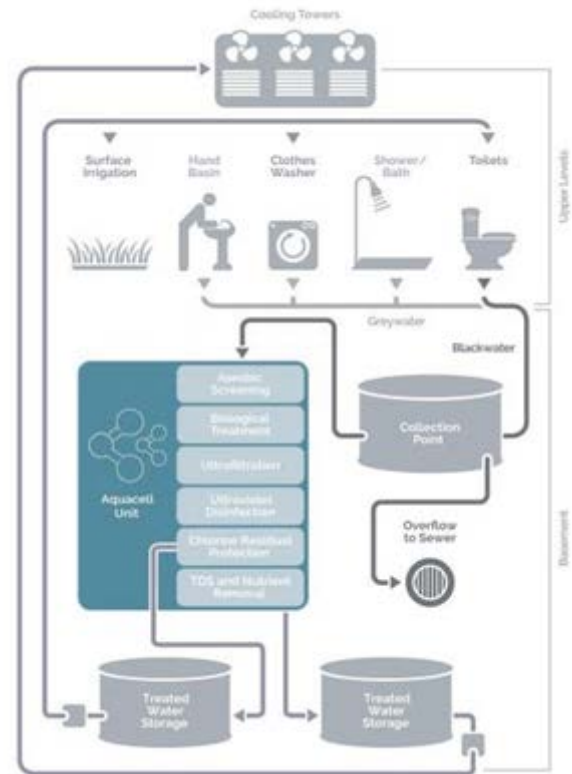 Cooling Towers
Surface
Irrigation
Hand
Basin
Clothes
Washer
Shower/
Bath
Toilets
Upper Levels
Greywater
Blackwater
Aerobic
Screening
Biological
Treatment
Ultrafiltration
Ultraviolet
Disinfection
Chlorine Residual
Protection
TDS and Nutrient
Removal
Aquacell
Unit
Collection
Point
Overflow
to Sewer
Basement
Treated
Water
Storage
Treated
Water
Storage